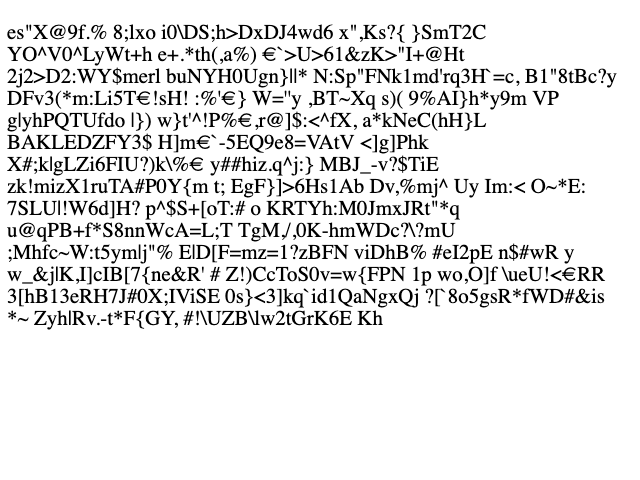 es"X@9f.% 8;lxo i0\DS;h>DxDJ4wd6 x",Ks?{ }SmT2C
YO^V0^LyWt+h e+.*th(,a%) €`>U>61&zK>"I+@Ht
2j2>D2:WY$merl buNYH0Ugn}||* N:Sp"FNk1md'rq3H`=c, B1"8tBc?y
DFv3(*m:Li5T€!sH! :%'€} W="y ,BT~Xq s)( 9%AI}h*y9m VP
g|yhPQTUfdo |}) w}t'^!P%€,r@]$:<^fX, a*kNeC(hH}L
BAKLEDZFY3$ H]m€`-5EQ9e8=VAtV <]g]Phk
X#;k|gLZi6FIU?)k\%€ y##hiz.q^j:} MBJ_-v?$TiE
zk!mizX1ruTA#P0Y{m t; EgF}]>6Hs1Ab Dv,%mj^ Uy Im:< O~*E:
7SLU|!W6d]H? p^$S+[oT:# o KRTYh:M0JmxJRt"*q
u@qPB+f*S8nnWcA=L;T TgM,/,0K-hmWDc?\?mU
;Mhfc~W:t5ym|j"% E|D[F=mz=1?zBFN viDhB% #eI2pE n$#wR y
w_&j|K,I]cIB[7{ne&R' # Z!)CcToS0v=w{FPN 1p wo,O]f \ueU!<€RR
3[hB13eRH7J#0X;IViSE 0s}<3]kq`id1QaNgxQj ?[`8o5gsR*fWD#&is
*~ Zyh|Rv.-t*F{GY, #!\UZB\lw2tGrK6E Kh